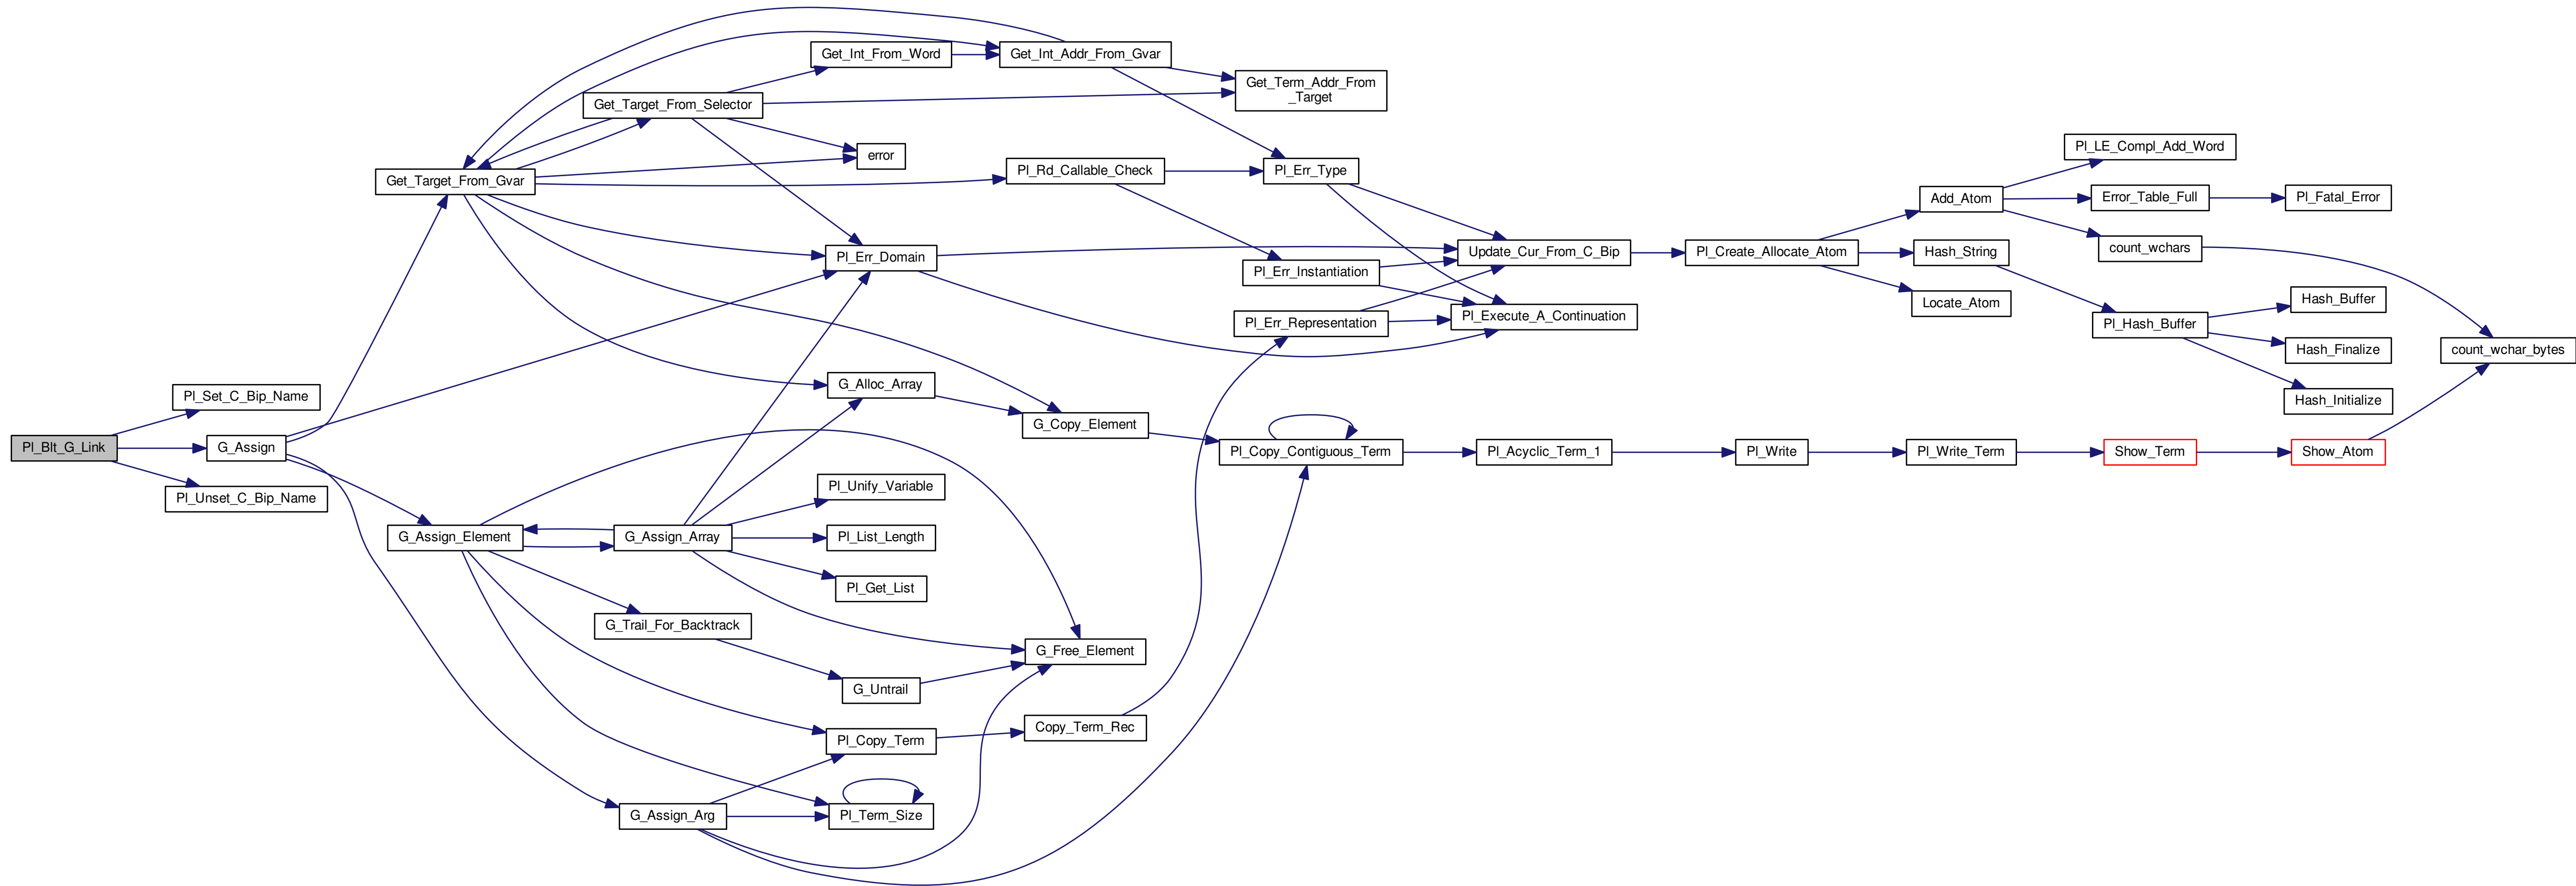 Pl_Blt_G_Link
Pl_Set_C_Bip_Name
G_Assign
Pl_Unset_C_Bip_Name
Get_Target_From_Gvar
G_Assign_Element
Get_Target_From_Selector
G_Assign_Array
G_Trail_For_Backtrack
G_Assign_Arg
Get_Int_From_Word
error
Pl_Err_Domain
G_Alloc_Array
Pl_Unify_Variable
Pl_List_Length
Pl_Get_List
G_Untrail
Pl_Copy_Term
Pl_Term_Size
Get_Int_Addr_From_Gvar
Pl_Rd_Callable_Check
G_Copy_Element
G_Free_Element
Copy_Term_Rec
Get_Term_Addr_From
_Target
Pl_Err_Type
Pl_Err_Instantiation
Pl_Err_Representation
Pl_Copy_Contiguous_Term
Update_Cur_From_C_Bip
Pl_Execute_A_Continuation
Pl_Acyclic_Term_1
Pl_Create_Allocate_Atom
Pl_Write
Add_Atom
Hash_String
Locate_Atom
Pl_Write_Term
Pl_LE_Compl_Add_Word
Error_Table_Full
count_wchars
Pl_Hash_Buffer
Show_Term
Pl_Fatal_Error
Hash_Buffer
Hash_Finalize
Hash_Initialize
Show_Atom
count_wchar_bytes